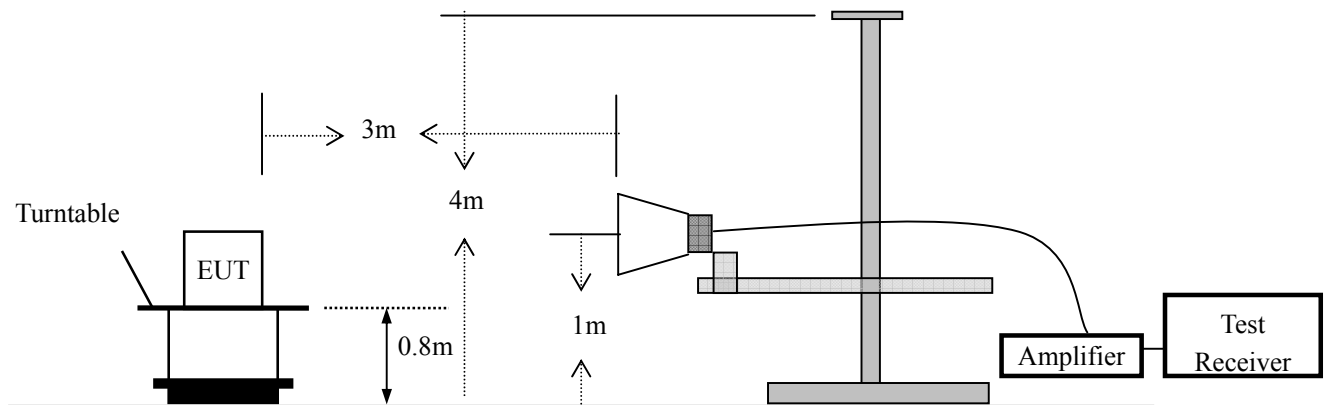 3m
4m
Turntable
EUT
1m
0.8m
Amplifier
Test
Receiver